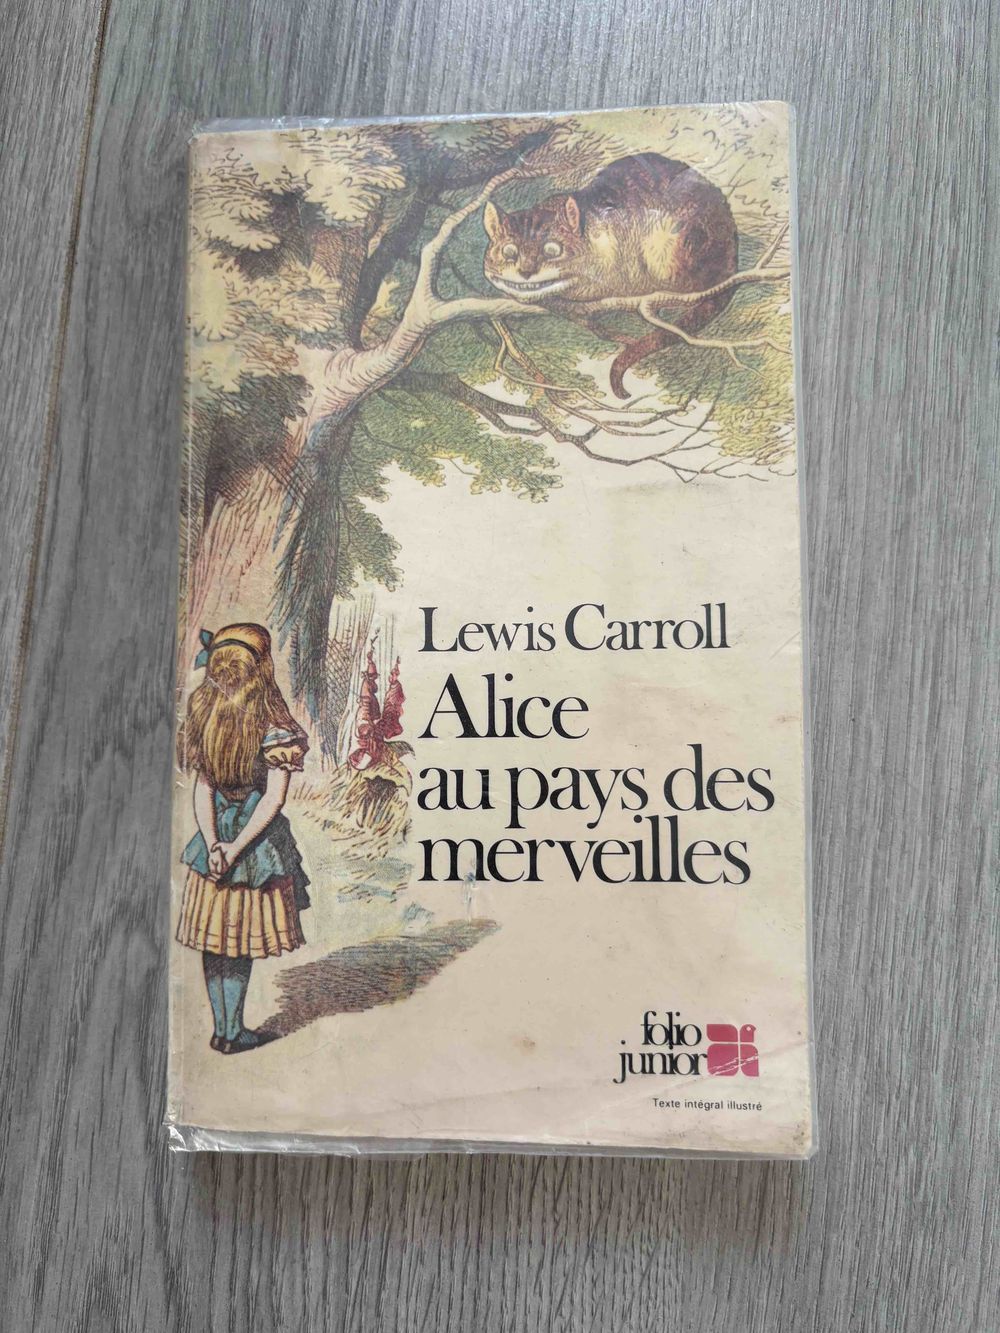 Lewis Carroll
Alice
au pays des
merveilles
folio
junior
Texte intégral illustré